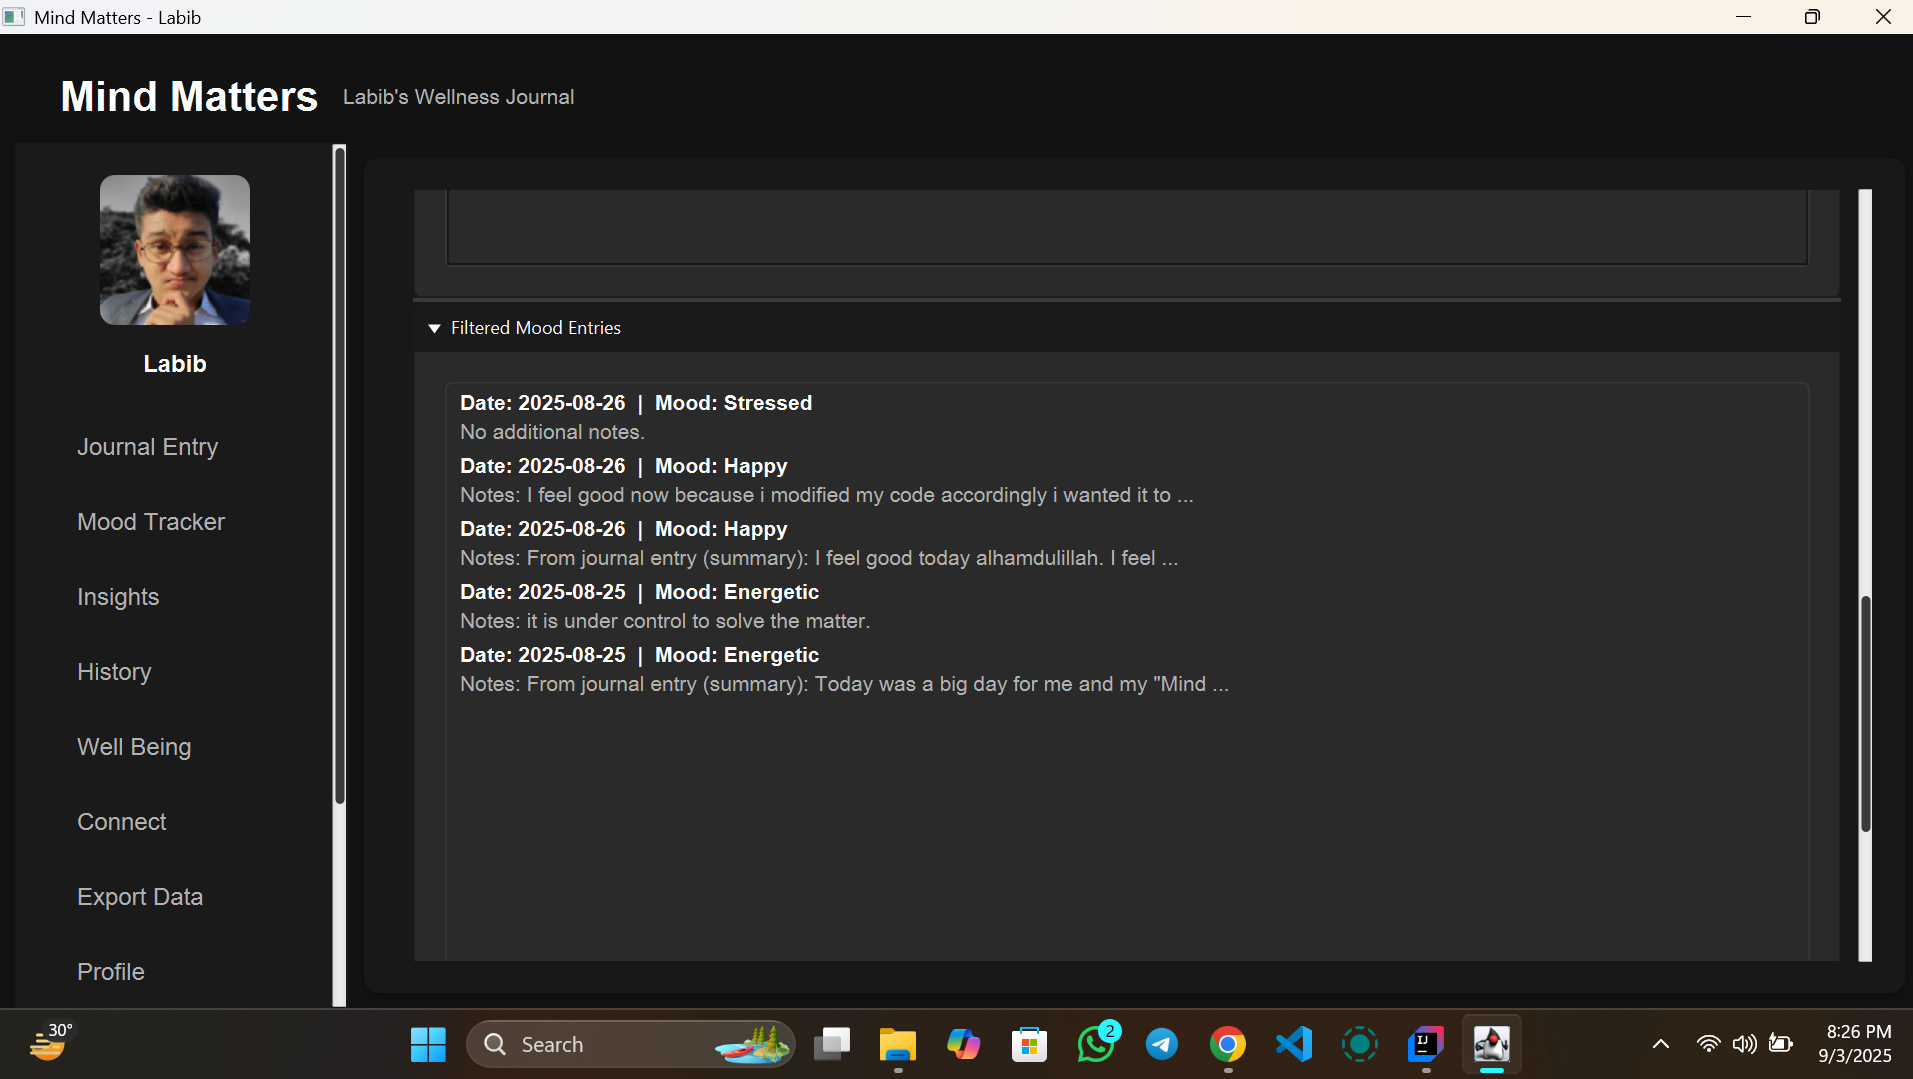 Mind Matters - Labib
Mind Matters
Labib's Wellness Journal
Labib
Journal Entry
Mood Tracker
Insights
History
Well Being
Connect
Export Data
Profile
Filtered Mood Entries
Date: 2025-08-26 | Mood: Stressed
No additional notes.
Date: 2025-08-26 | Mood: Happy
Notes: I feel good now because i modified my code accordingly i wanted it to ...
Date: 2025-08-26 | Mood: Happy
Notes: From journal entry (summary): I feel good today alhamdulillah. I feel ...
Date: 2025-08-25 | Mood: Energetic
Notes: it is under control to solve the matter.
Date: 2025-08-25 | Mood: Energetic
Notes: From journal entry (summary): Today was a big day for me and my "Mind ...
30°
Search
2
IJ
8:26 PM
9/3/2025